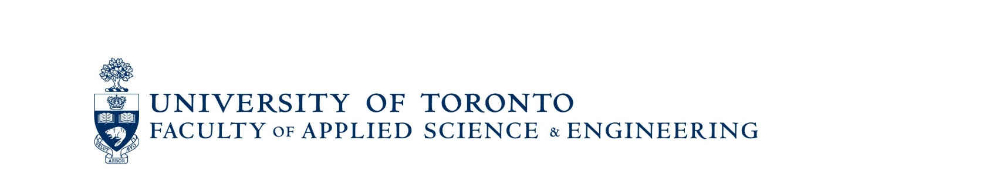 UNIVERSITY OF TORONTO
FACULTY OF APPLIED SCIENCE & ENGINEERING
VELUT ARBOR ÆVO